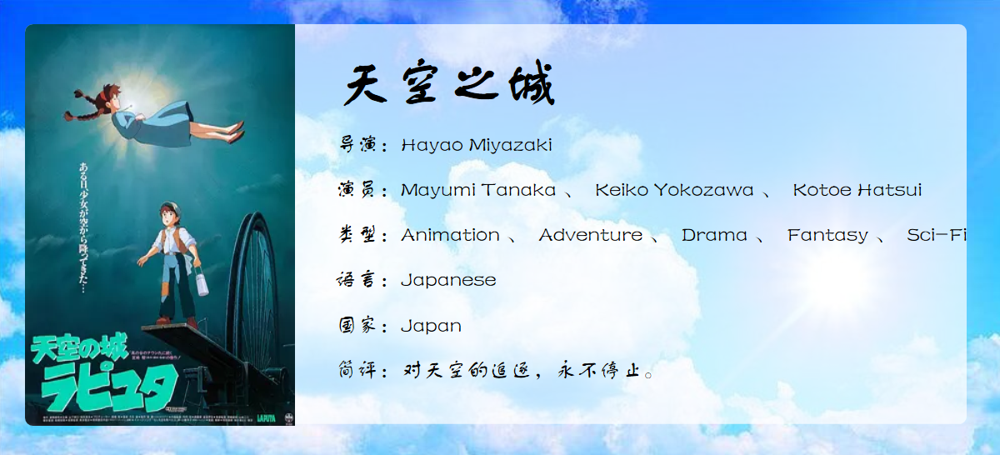 ある日、少女が空から降ってきた…
天空の城
ラピュタ
LAPUTA
天空之城
导演：Hayao Miyazaki
演员：Mayumi Tanaka 、 Keiko Yokozawa 、 Kotoe Hatsui
类型：Animation 、 Adventure 、 Drama 、 Fantasy 、 Sci-Fi
语言：Japanese
国家：Japan
简评：对天空的追逐，永不停止。